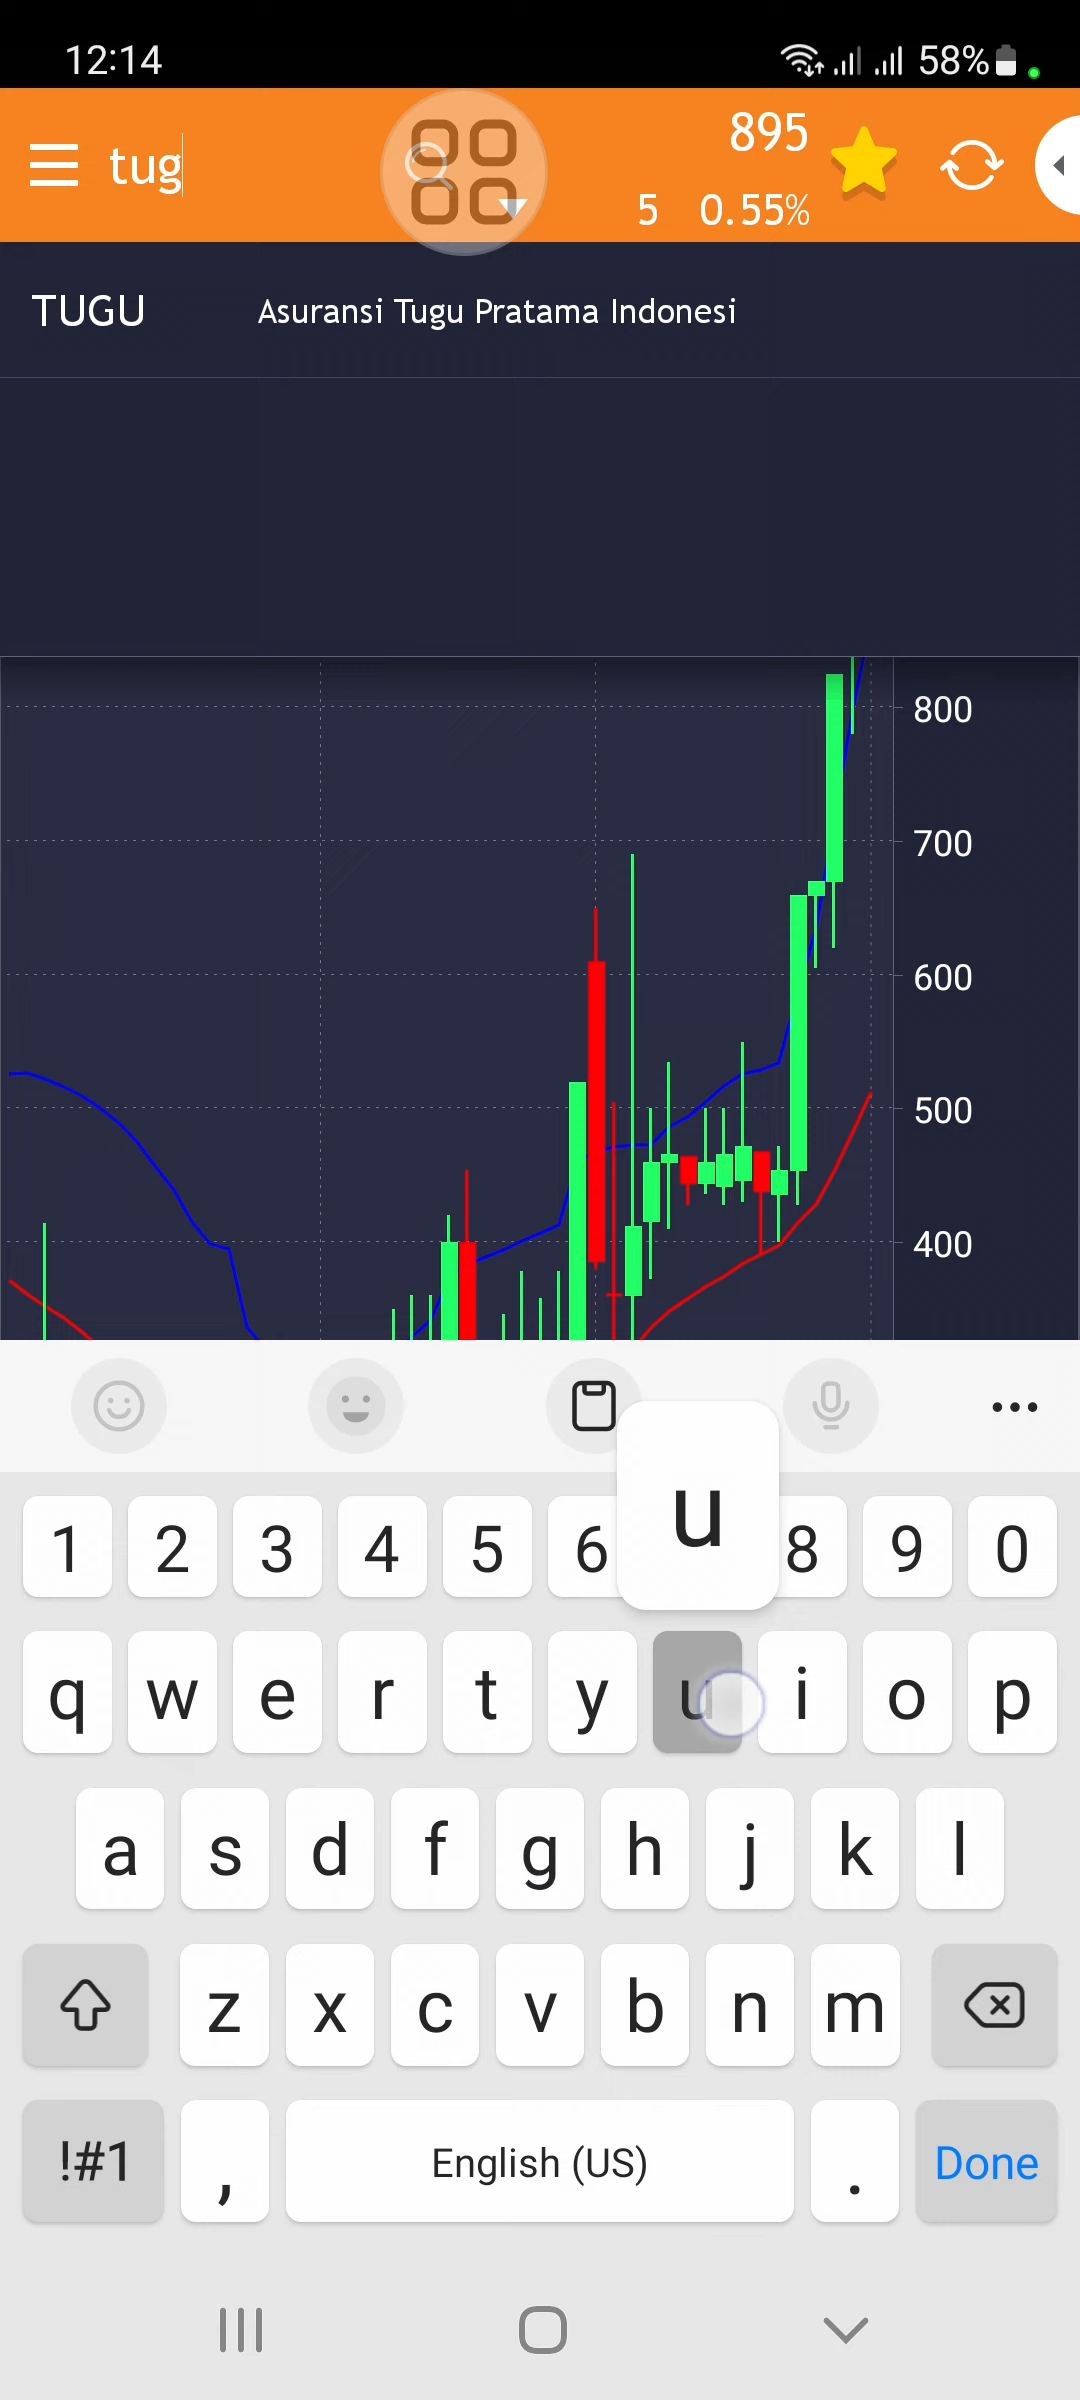 12:14 58%
tug 895
5 0.55%
TUGU Asuransi Tugu Pratama Indonesi
800
700
600
500
400
u
1 2 3 4 5 6 8 9 0
q w e r t y u i o p
a s d f g h j k l
z x c v b n m
!#1 , English (US) . Done